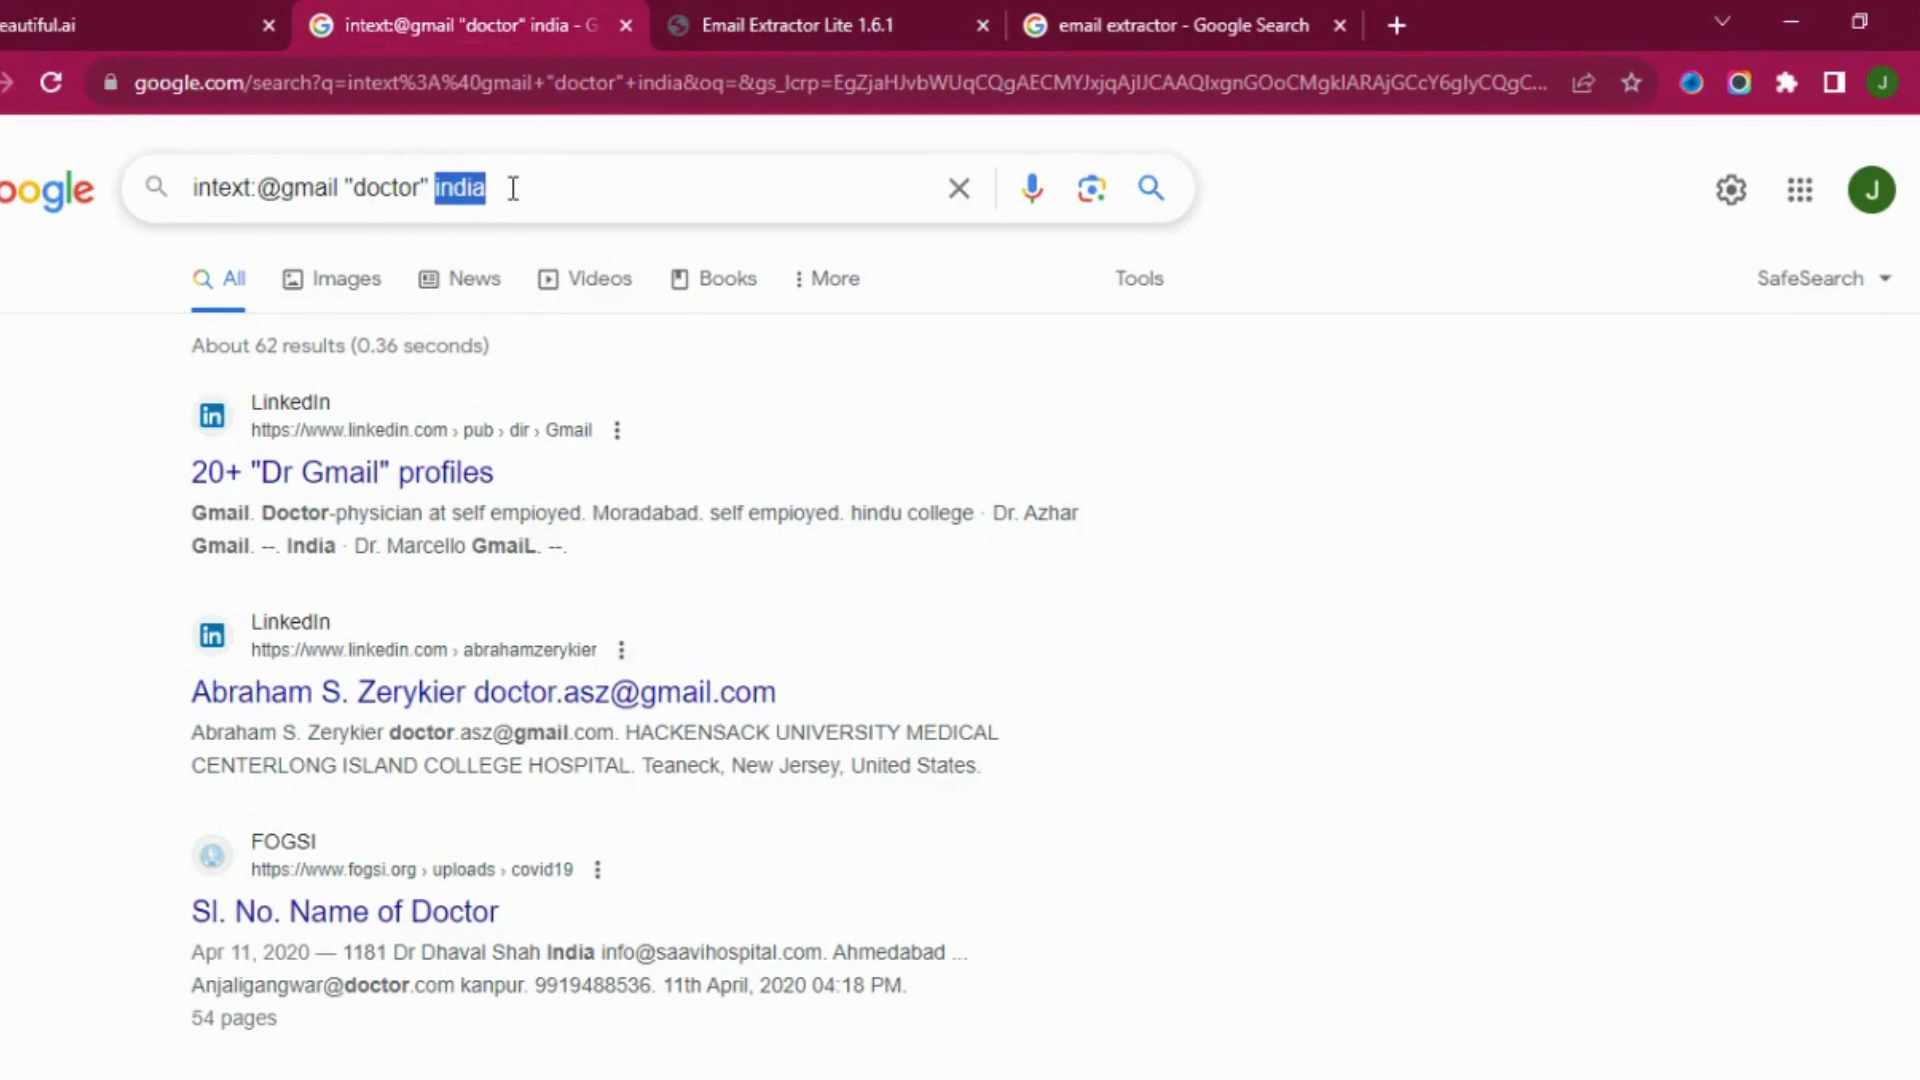 eautiful.ai
intext:@gmail "doctor" india - G
Email Extractor Lite 1.6.1
email extractor - Google Search
google.com/search?q=intext%3A%40gmail+"doctor"+india&oq=&gs_lcrp=EgZjaHJvbWUqCQgAECMYJxjqAjIJCAAQIxgnGOoCMgkIARAjGCcY6gIyCQgC...
J
oogle
intext:@gmail "doctor" india
J
All
Images
News
Videos
Books
More
Tools
SafeSearch
About 62 results (0.36 seconds)
in
LinkedIn
https://www.linkedin.com › pub › dir › Gmail
20+ "Dr Gmail" profiles
Gmail. Doctor-physician at self employed. Moradabad. self employed. hindu college · Dr. Azhar
Gmail. --. India · Dr. Marcello GmaiL. --.
in
LinkedIn
https://www.linkedin.com › abrahamzerykier
Abraham S. Zerykier doctor.asz@gmail.com
Abraham S. Zerykier doctor.asz@gmail.com. HACKENSACK UNIVERSITY MEDICAL
CENTERLONG ISLAND COLLEGE HOSPITAL. Teaneck, New Jersey, United States.
FOGSI
https://www.fogsi.org › uploads › covid19
Sl. No. Name of Doctor
Apr 11, 2020 — 1181 Dr Dhaval Shah India info@saavihospital.com. Ahmedabad ...
Anjaligangwar@doctor.com kanpur. 9919488536. 11th April, 2020 04:18 PM.
54 pages